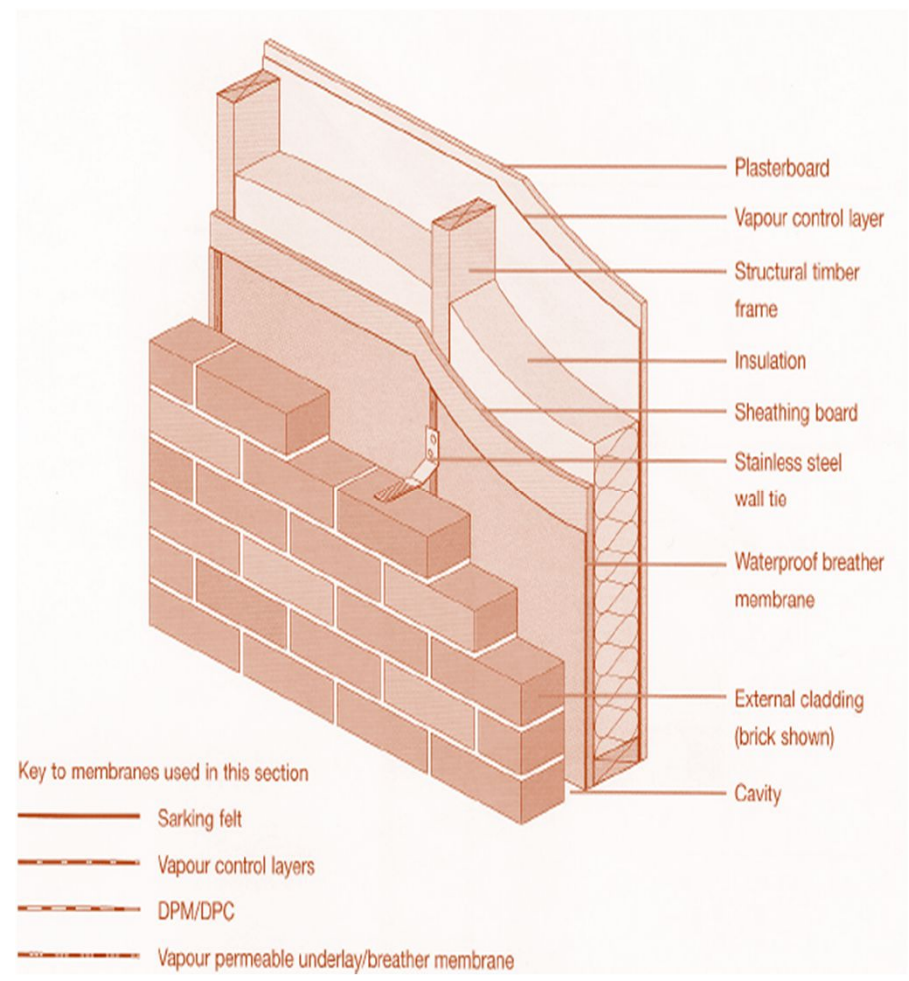 Plasterboard
Vapour control layer
Structural timber
frame
Insulation
Sheathing board
Stainless steel
wall tie
Waterproof breather
membrane
External cladding
(brick shown)
Cavity
Key to membranes used in this section
Sarking felt
Vapour control layers
DPM/DPC
Vapour permeable underlay/breather membrane